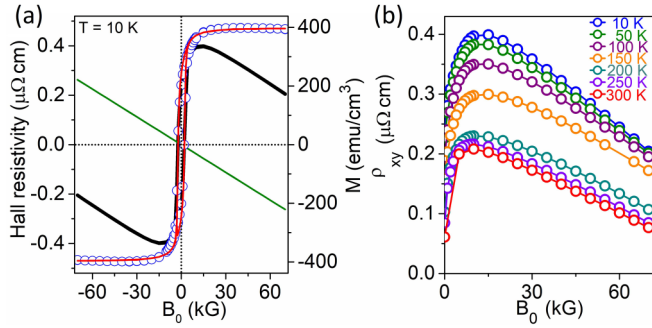 (a)
T = 10 K
Hall resistivity (μΩ cm)
0.4
0.2
0.0
-0.2
-0.4
400
200
0
-200
-400
M (emu/cm³)
-60 -30 0 30 60
B₀ (kG)
(b)
10 K
50 K
100 K
150 K
200 K
250 K
300 K
ρxy (μΩ cm)
0.4
0.3
0.2
0.1
0.0
0 30 60
B₀ (kG)